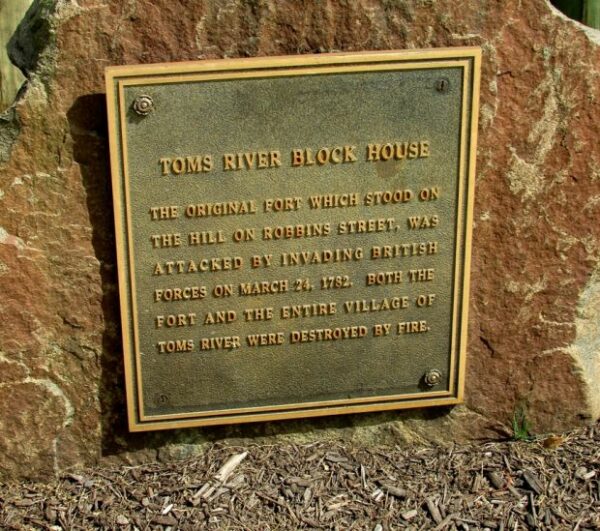 TOMS RIVER BLOCK HOUSE
THE ORIGINAL FORT WHICH STOOD ON
THE HILL ON ROBBINS STREET, WAS
ATTACKED BY INVADING BRITISH
FORCES ON MARCH 24, 1782. BOTH THE
FORT AND THE ENTIRE VILLAGE OF
TOMS RIVER WERE DESTROYED BY FIRE.